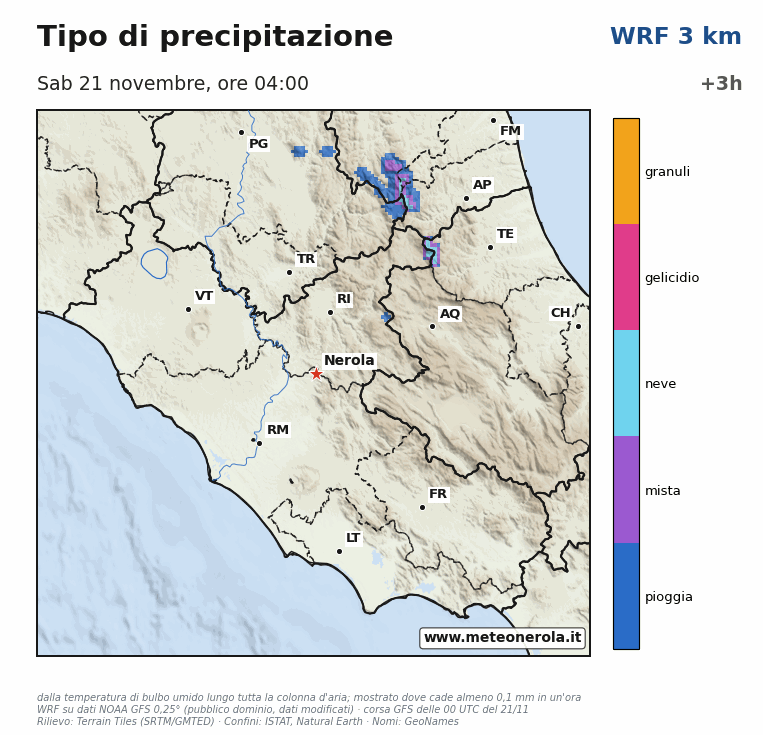 Tipo di precipitazione
WRF 3 km
Sab 21 novembre, ore 04:00
+3h
FM
PG
AP
TE
TR
VT
RI
AQ
CH
Nerola
RM
FR
LT
www.meteonerola.it
granuli
gelicidio
neve
mista
pioggia
dalla temperatura di bulbo umido lungo tutta la colonna d'aria; mostrato dove cade almeno 0,1 mm in un'ora
WRF su dati NOAA GFS 0,25° (pubblico dominio, dati modificati) · corsa GFS delle 00 UTC del 21/11
Rilievo: Terrain Tiles (SRTM/GMTED) · Confini: ISTAT, Natural Earth · Nomi: GeoNames